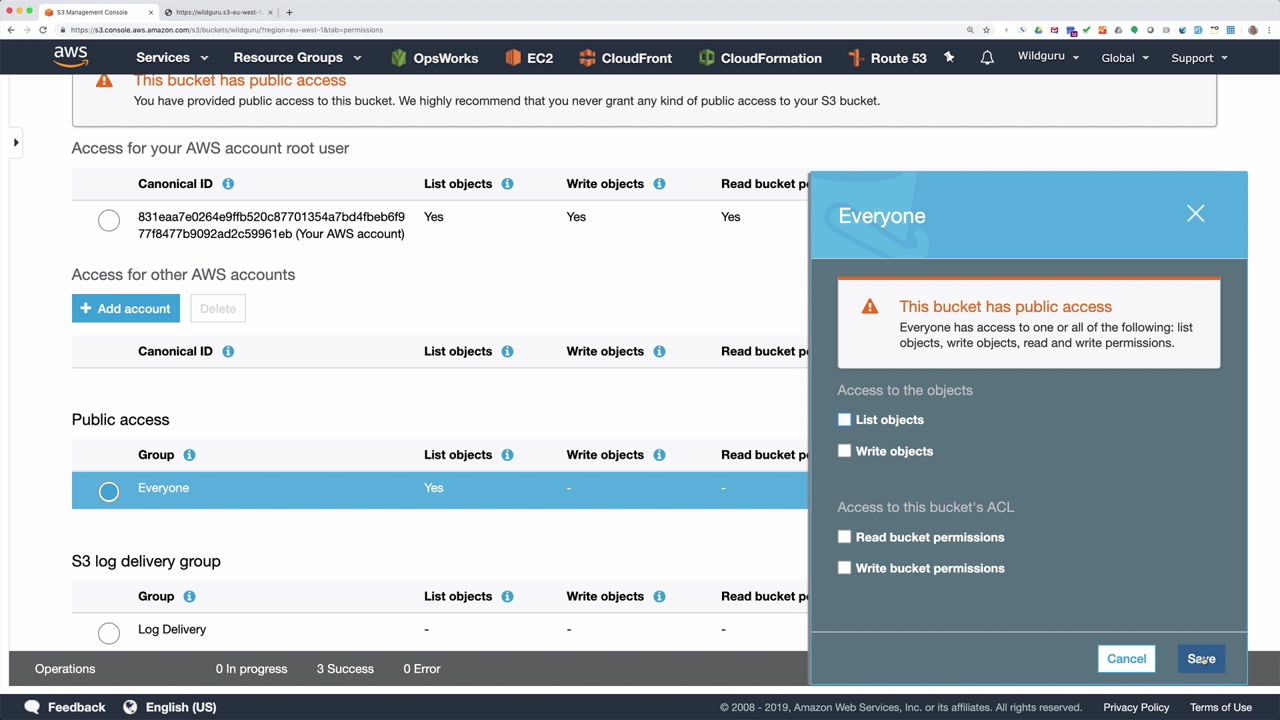 S3 Management Console
https://wildguru.s3-eu-west-1.
https://s3.console.aws.amazon.com/s3/buckets/wildguru/?region=eu-west-1&tab=permissions
aws
Services
Resource Groups
OpsWorks
EC2
CloudFront
CloudFormation
Route 53
Wildguru
Global
Support
This bucket has public access
You have provided public access to this bucket. We highly recommend that you never grant any kind of public access to your S3 bucket.
Access for your AWS account root user
Canonical ID List objects Write objects Read bucket pe
831eaa7e0264e9ffb520c87701354a7bd4fbeb6f9 Yes Yes Yes
77f8477b9092ad2c59961eb (Your AWS account)
Access for other AWS accounts
+ Add account Delete
Canonical ID List objects Write objects Read bucket pe
Public access
Group List objects Write objects Read bucket pe
Everyone Yes - -
S3 log delivery group
Group List objects Write objects Read bucket pe
Log Delivery - - -
Everyone
This bucket has public access
Everyone has access to one or all of the following: list
objects, write objects, read and write permissions.
Access to the objects
List objects
Write objects
Access to this bucket's ACL
Read bucket permissions
Write bucket permissions
Cancel Save
Operations 0 In progress 3 Success 0 Error
Feedback English (US) © 2008 - 2019, Amazon Web Services, Inc. or its affiliates. All rights reserved. Privacy Policy Terms of Use